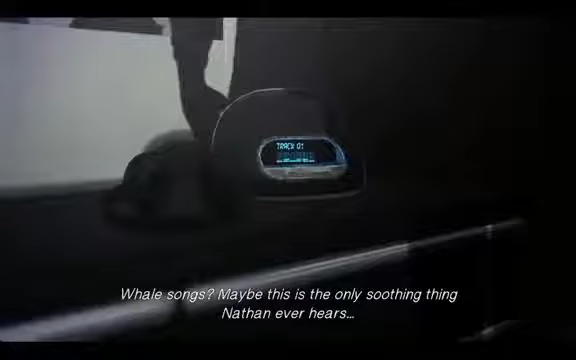 TRACK 01
Whale songs? Maybe this is the only soothing thing
Nathan ever hears...